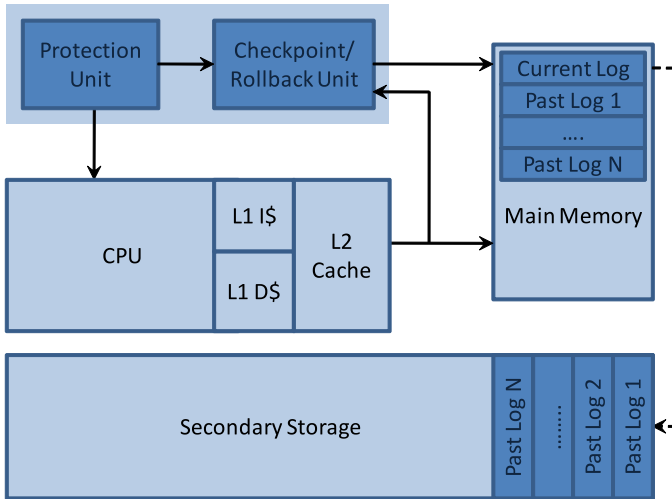 Protection
Unit
Checkpoint/
Rollback Unit
Current Log
Past Log 1
....
Past Log N
Main Memory
CPU
L1 I$
L1 D$
L2
Cache
Secondary Storage
Past Log N
........
Past Log 2
Past Log 1